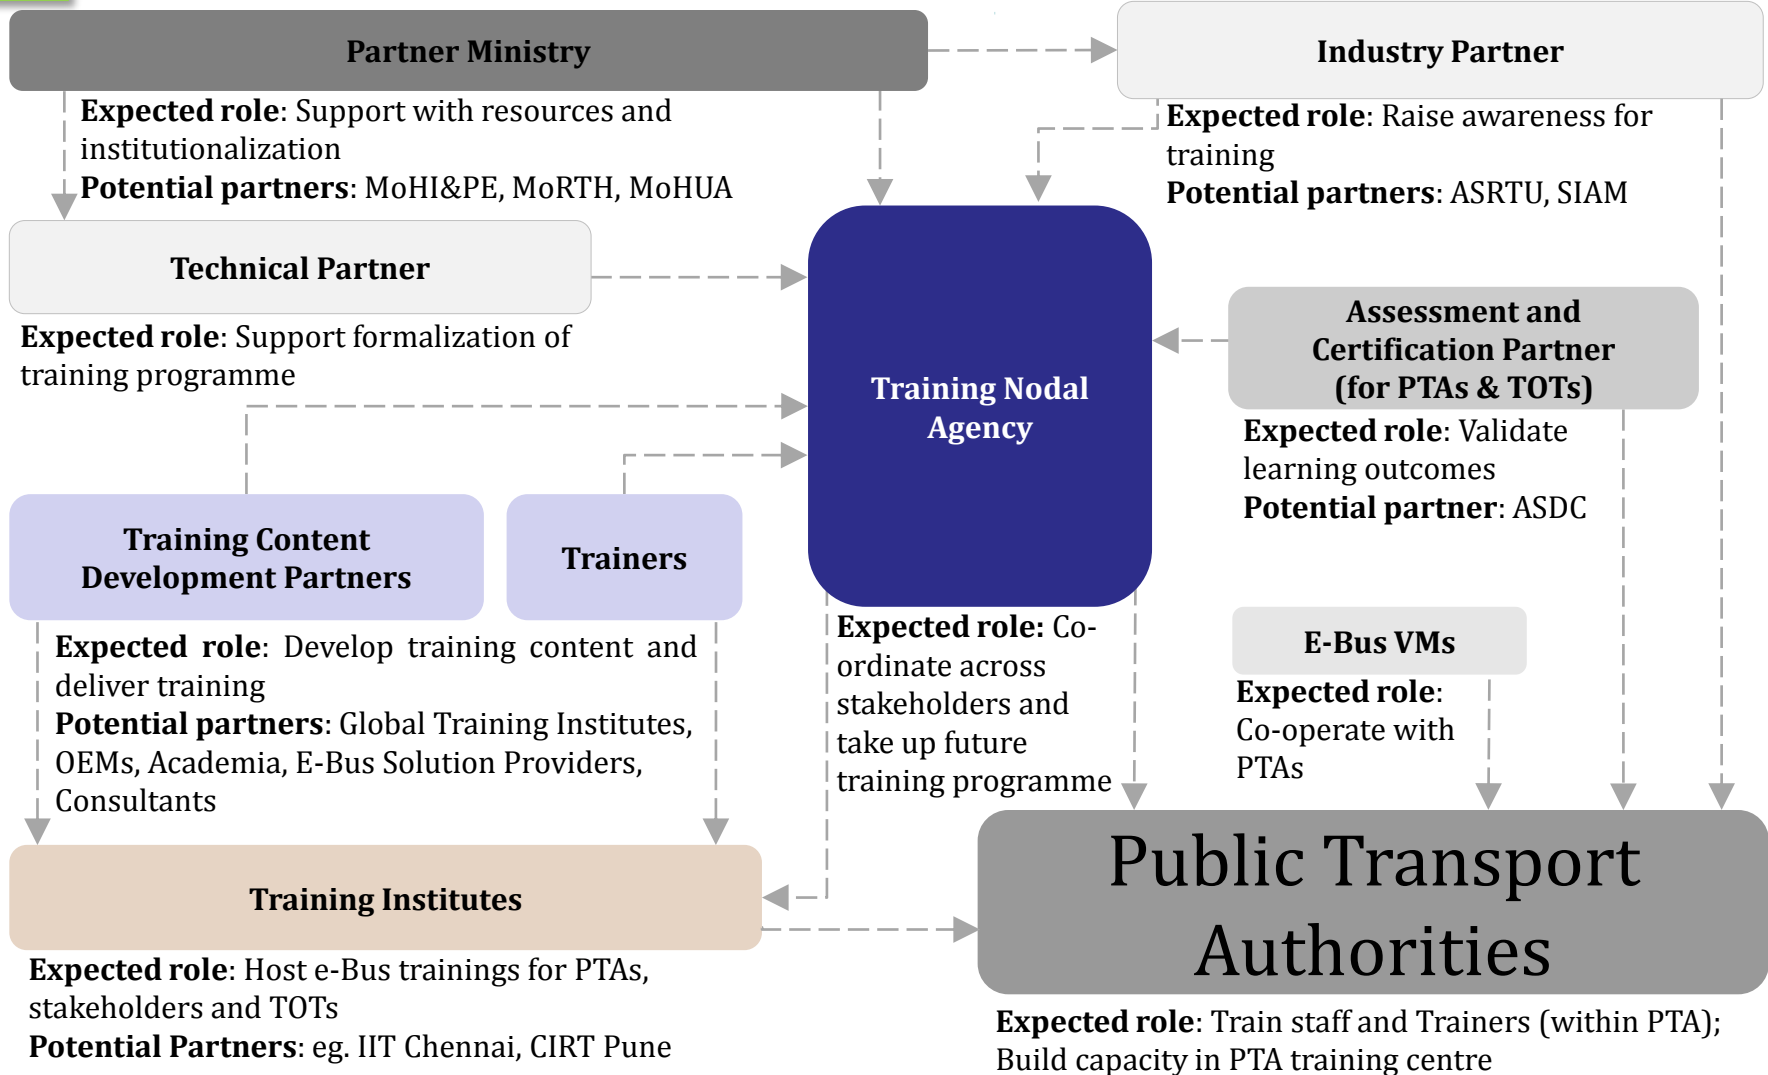 Partner Ministry
Industry Partner
Expected role: Support with resources and
institutionalization
Potential partners: MoHI&PE, MoRTH, MoHUA
Expected role: Raise awareness for
training
Potential partners: ASRTU, SIAM
Technical Partner
Expected role: Support formalization of
training programme
Training Nodal
Agency
Assessment and
Certification Partner
(for PTAs & TOTs)
Expected role: Validate
learning outcomes
Potential partner: ASDC
Training Content
Development Partners
Trainers
Expected role: Develop training content and
deliver training
Potential partners: Global Training Institutes,
OEMs, Academia, E-Bus Solution Providers,
Consultants
Expected role: Co-
ordinate across
stakeholders and
take up future
training programme
E-Bus VMs
Expected role:
Co-operate with
PTAs
Training Institutes
Expected role: Host e-Bus trainings for PTAs,
stakeholders and TOTs
Potential Partners: eg. IIT Chennai, CIRT Pune
Public Transport
Authorities
Expected role: Train staff and Trainers (within PTA);
Build capacity in PTA training centre